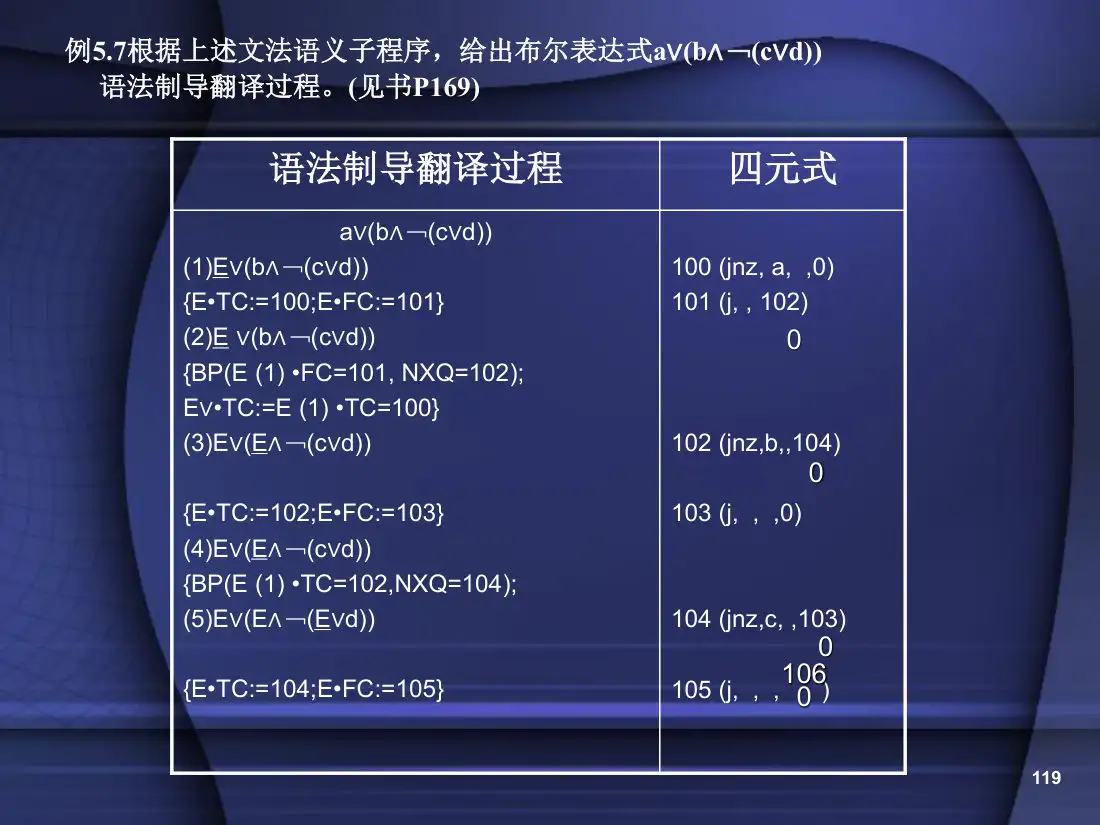 例5.7根据上述文法语义子程序，给出布尔表达式a∨(b∧￢(c∨d))
语法制导翻译过程。(见书P169)
语法制导翻译过程 四元式
a∨(b∧￢(c∨d))
(1)E∨(b∧￢(c∨d)) 100 (jnz, a, ,0)
{E•TC:=100;E•FC:=101} 101 (j, , 102)
(2)E ∨(b∧￢(c∨d)) 0
{BP(E (1) •FC=101, NXQ=102);
E∨•TC:=E (1) •TC=100}
(3)E∨(E∧￢(c∨d)) 102 (jnz,b,,104)
0
{E•TC:=102;E•FC:=103} 103 (j, , ,0)
(4)E∨(E∧￢(c∨d))
{BP(E (1) •TC=102,NXQ=104);
(5)E∨(E∧￢(E∨d)) 104 (jnz,c, ,103)
0
106
{E•TC:=104;E•FC:=105} 105 (j, , , 0 )
119